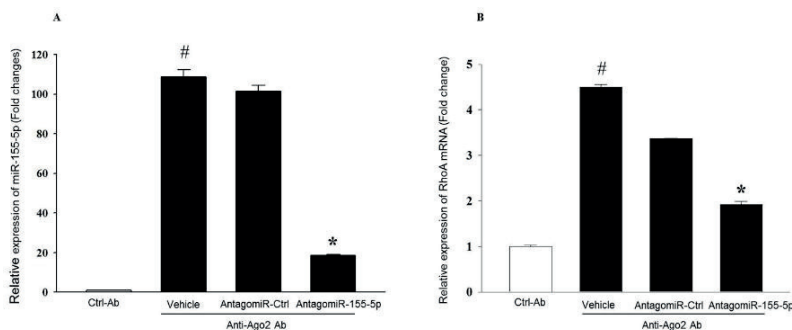 A
Relative expression of miR-155-5p (Fold changes)
120
100
80
60
40
20
0
#
*
Ctrl-Ab Vehicle AntagomiR-Ctrl AntagomiR-155-5p
Anti-Ago2 Ab
B
Relative expression of RhoA mRNA (Fold change)
5
4
3
2
1
0
#
*
Ctrl-Ab Vehicle AntagomiR-Ctrl AntagomiR-155-5p
Anti-Ago2 Ab